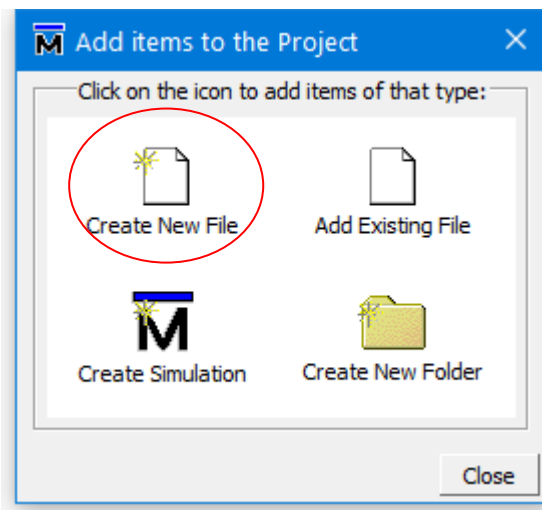 M Add items to the Project
Click on the icon to add items of that type:
Create New File
Add Existing File
M
Create Simulation
Create New Folder
Close